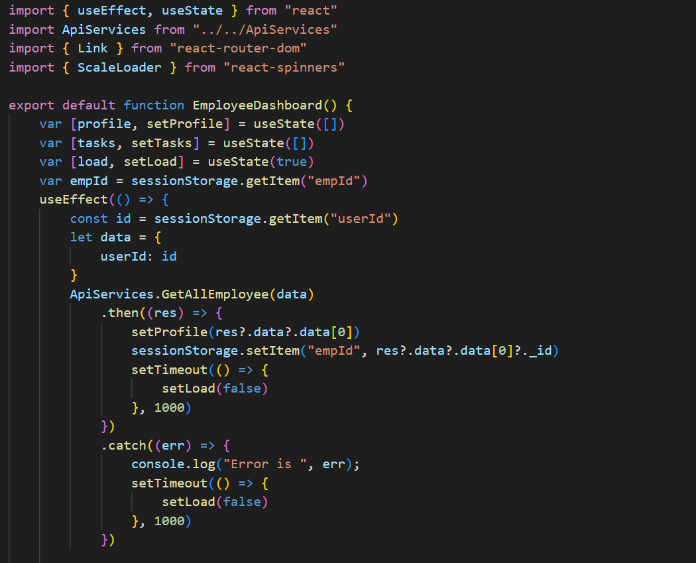 import { useEffect, useState } from "react"
import ApiServices from "../../ApiServices"
import { Link } from "react-router-dom"
import { ScaleLoader } from "react-spinners"

export default function EmployeeDashboard() {
    var [profile, setProfile] = useState([])
    var [tasks, setTasks] = useState([])
    var [load, setLoad] = useState(true)
    var empId = sessionStorage.getItem("empId")
    useEffect(() => {
        const id = sessionStorage.getItem("userId")
        let data = {
            userId: id
        }
        ApiServices.GetAllEmployee(data)
            .then((res) => {
                setProfile(res?.data?.data[0])
                sessionStorage.setItem("empId", res?.data?.data[0]?._id)
                setTimeout(() => {
                    setLoad(false)
                }, 1000)
            })
            .catch((err) => {
                console.log("Error is ", err);
                setTimeout(() => {
                    setLoad(false)
                }, 1000)
            })